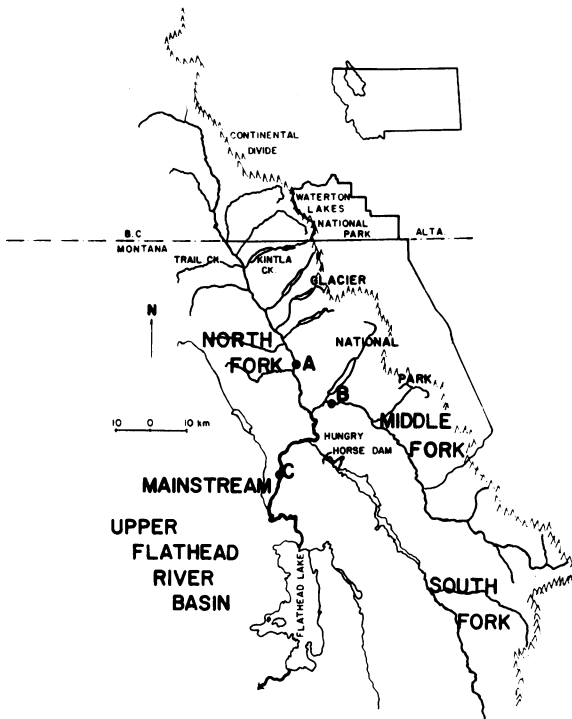 CONTINENTAL
DIVIDE
WATERTON
LAKES
NATIONAL
PARK
B.C
ALTA.
MONTANA
TRAIL CK.
KINTLA
CK.
GLACIER
N
NORTH
FORK
A
NATIONAL
PARK
B
MIDDLE
FORK
10 0 10 km
HUNGRY
HORSE DAM
C
MAINSTREAM
UPPER
FLATHEAD
RIVER
BASIN
FLATHEAD LAKE
SOUTH
FORK